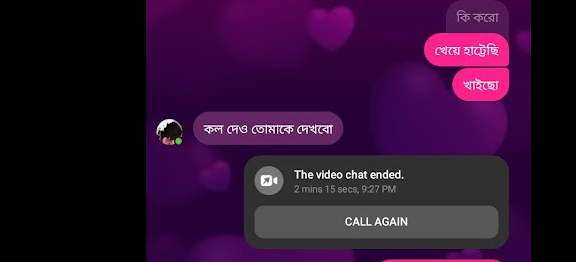 কি করো
খেয়ে হাট্রেছি
খাইছো
কল দেও তোমাকে দেখবো
The video chat ended.
2 mins 15 secs, 9:27 PM
CALL AGAIN